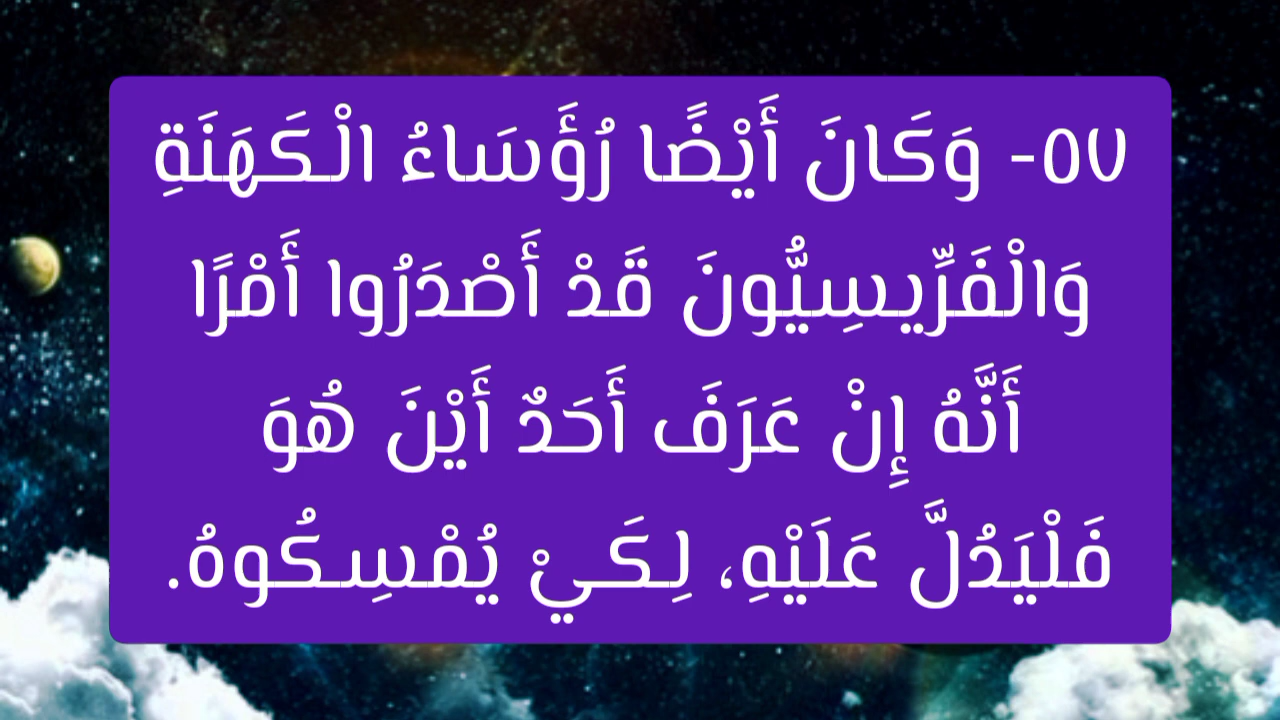 ٥٧- وَكَانَ أَيْضًا رُؤَسَاءُ الْكَهَنَةِ
وَالْفَرِّيسِيُّونَ قَدْ أَصْدَرُوا أَمْرًا
أَنَّهُ إِنْ عَرَفَ أَحَدٌ أَيْنَ هُوَ
فَلْيَدُلَّ عَلَيْهِ، لِكَيْ يُمْسِكُوهُ.